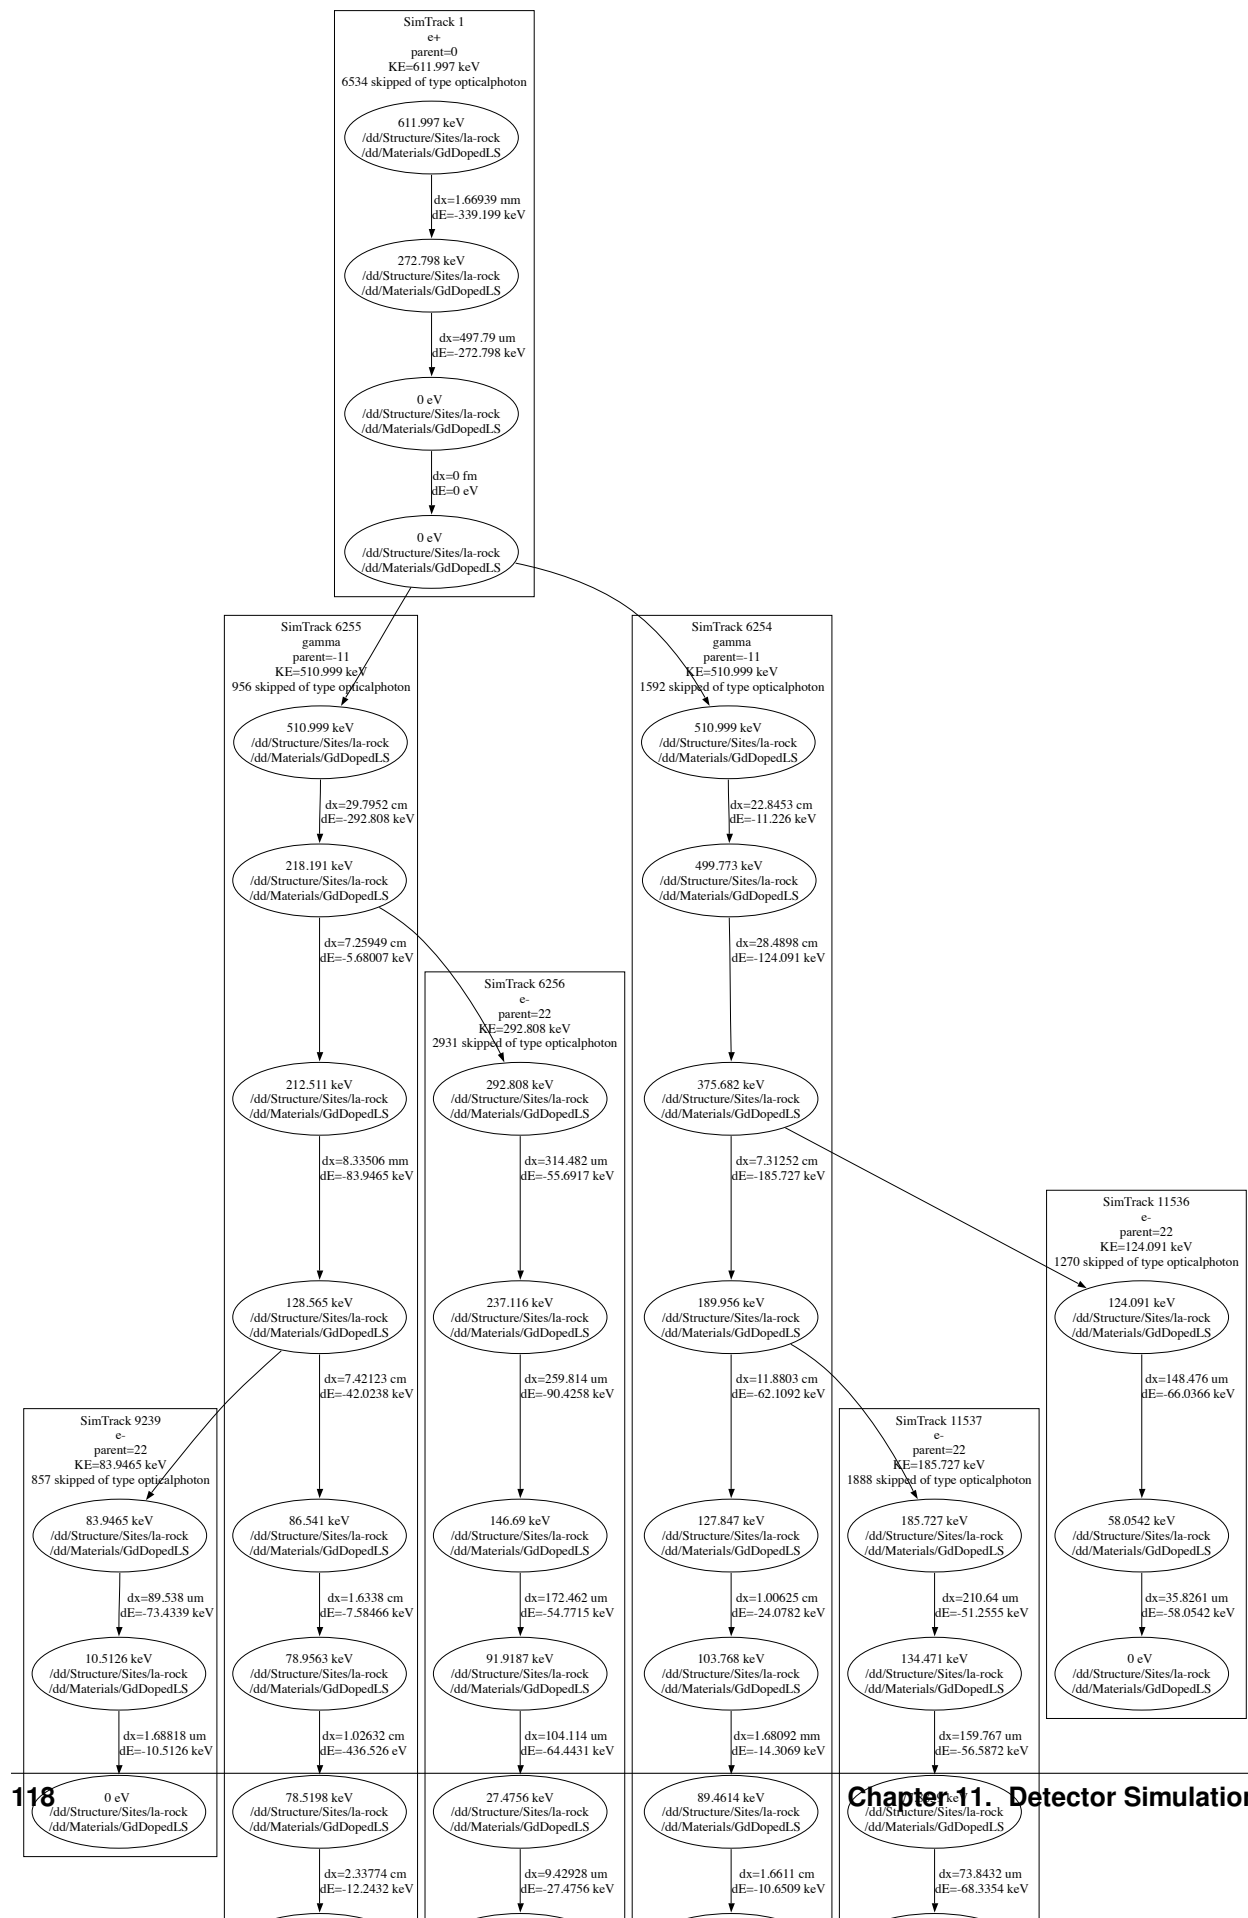 SimTrack 1
e+
parent=0
KE=611.997 keV
6534 skipped of type opticalphoton
611.997 keV
/dd/Structure/Sites/la-rock
/dd/Materials/GdDopedLS
dx=1.66939 mm
dE=-339.199 keV
272.798 keV
/dd/Structure/Sites/la-rock
/dd/Materials/GdDopedLS
dx=497.79 um
dE=-272.798 keV
0 eV
/dd/Structure/Sites/la-rock
/dd/Materials/GdDopedLS
dx=0 fm
dE=0 eV
0 eV
/dd/Structure/Sites/la-rock
/dd/Materials/GdDopedLS
SimTrack 6255
gamma
parent=-11
KE=510.999 keV
956 skipped of type opticalphoton
510.999 keV
/dd/Structure/Sites/la-rock
/dd/Materials/GdDopedLS
dx=29.7952 cm
dE=-292.808 keV
218.191 keV
/dd/Structure/Sites/la-rock
/dd/Materials/GdDopedLS
dx=7.25949 cm
dE=-5.68007 keV
212.511 keV
/dd/Structure/Sites/la-rock
/dd/Materials/GdDopedLS
dx=8.33506 mm
dE=-83.9465 keV
128.565 keV
/dd/Structure/Sites/la-rock
/dd/Materials/GdDopedLS
dx=7.42123 cm
dE=-42.0238 keV
86.541 keV
/dd/Structure/Sites/la-rock
/dd/Materials/GdDopedLS
dx=1.6338 cm
dE=-7.58466 keV
78.9563 keV
/dd/Structure/Sites/la-rock
/dd/Materials/GdDopedLS
dx=1.02632 cm
dE=-436.526 eV
78.5198 keV
/dd/Structure/Sites/la-rock
/dd/Materials/GdDopedLS
dx=2.33774 cm
dE=-12.2432 keV
SimTrack 6254
gamma
parent=-11
KE=510.999 keV
1592 skipped of type opticalphoton
510.999 keV
/dd/Structure/Sites/la-rock
/dd/Materials/GdDopedLS
dx=22.8453 cm
dE=-11.226 keV
499.773 keV
/dd/Structure/Sites/la-rock
/dd/Materials/GdDopedLS
dx=28.4898 cm
dE=-124.091 keV
375.682 keV
/dd/Structure/Sites/la-rock
/dd/Materials/GdDopedLS
dx=7.31252 cm
dE=-185.727 keV
189.956 keV
/dd/Structure/Sites/la-rock
/dd/Materials/GdDopedLS
dx=11.8803 cm
dE=-62.1092 keV
127.847 keV
/dd/Structure/Sites/la-rock
/dd/Materials/GdDopedLS
dx=1.00625 cm
dE=-24.0782 keV
103.768 keV
/dd/Structure/Sites/la-rock
/dd/Materials/GdDopedLS
dx=1.68092 mm
dE=-14.3069 keV
89.4614 keV
/dd/Structure/Sites/la-rock
/dd/Materials/GdDopedLS
dx=1.6611 cm
dE=-10.6509 keV
SimTrack 6256
e-
parent=22
KE=292.808 keV
2931 skipped of type opticalphoton
292.808 keV
/dd/Structure/Sites/la-rock
/dd/Materials/GdDopedLS
dx=314.482 um
dE=-55.6917 keV
237.116 keV
/dd/Structure/Sites/la-rock
/dd/Materials/GdDopedLS
dx=259.814 um
dE=-90.4258 keV
146.69 keV
/dd/Structure/Sites/la-rock
/dd/Materials/GdDopedLS
dx=172.462 um
dE=-54.7715 keV
91.9187 keV
/dd/Structure/Sites/la-rock
/dd/Materials/GdDopedLS
dx=104.114 um
dE=-64.4431 keV
27.4756 keV
/dd/Structure/Sites/la-rock
/dd/Materials/GdDopedLS
dx=9.42928 um
dE=-27.4756 keV
SimTrack 11536
e-
parent=22
KE=124.091 keV
1270 skipped of type opticalphoton
124.091 keV
/dd/Structure/Sites/la-rock
/dd/Materials/GdDopedLS
dx=148.476 um
dE=-66.0366 keV
58.0542 keV
/dd/Structure/Sites/la-rock
/dd/Materials/GdDopedLS
dx=35.8261 um
dE=-58.0542 keV
0 eV
/dd/Structure/Sites/la-rock
/dd/Materials/GdDopedLS
SimTrack 9239
e-
parent=22
KE=83.9465 keV
857 skipped of type opticalphoton
83.9465 keV
/dd/Structure/Sites/la-rock
/dd/Materials/GdDopedLS
dx=89.538 um
dE=-73.4339 keV
10.5126 keV
/dd/Structure/Sites/la-rock
/dd/Materials/GdDopedLS
dx=1.68818 um
dE=-10.5126 keV
0 eV
/dd/Structure/Sites/la-rock
/dd/Materials/GdDopedLS
SimTrack 11537
e-
parent=22
KE=185.727 keV
1888 skipped of type opticalphoton
185.727 keV
/dd/Structure/Sites/la-rock
/dd/Materials/GdDopedLS
dx=210.64 um
dE=-51.2555 keV
134.471 keV
/dd/Structure/Sites/la-rock
/dd/Materials/GdDopedLS
dx=159.767 um
dE=-56.5872 keV
keV
/dd/Structure/Sites/la-rock
/dd/Materials/GdDopedLS
dx=73.8432 um
dE=-68.3354 keV
118
Chapter 11. Detector Simulation